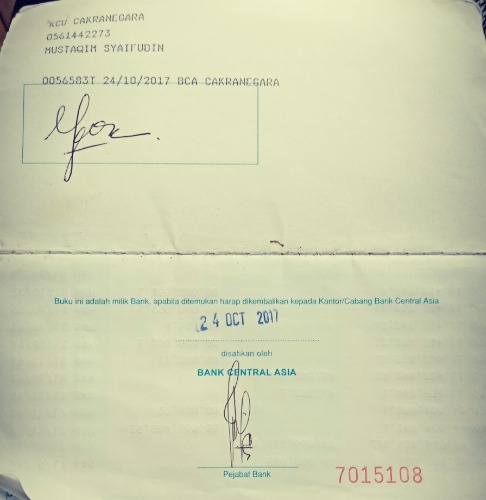 KCU CAKRANEGARA
0561442273
MUSTAQIM SYAIFUDIN
0056583T 24/10/2017 BCA CAKRANEGARA
Buku ini adalah milik Bank, apabila ditemukan harap dikembalikan kepada Kantor/Cabang Bank Central Asia
24 OCT 2017
disahkan oleh
BANK CENTRAL ASIA
Pejabat Bank
7015108